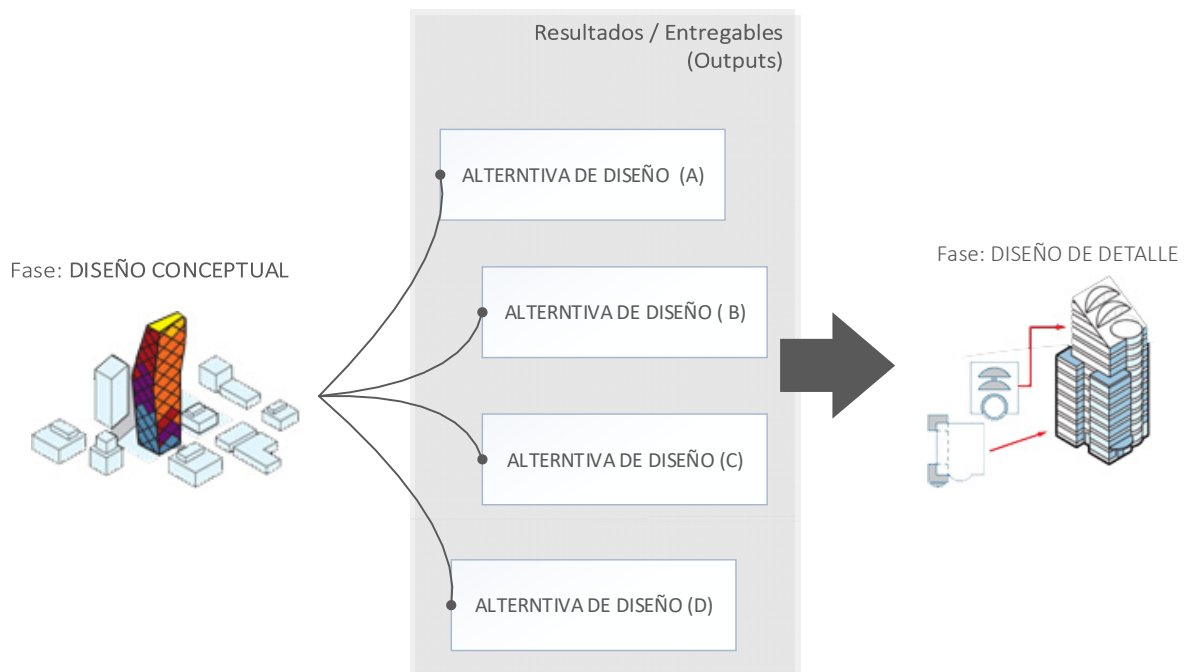 Resultados / Entregables
(Outputs)
ALTERNTIVA DE DISEÑO (A)
Fase: DISEÑO CONCEPTUAL
ALTERNTIVA DE DISEÑO ( B)
ALTERNTIVA DE DISEÑO (C)
ALTERNTIVA DE DISEÑO (D)
Fase: DISEÑO DE DETALLE